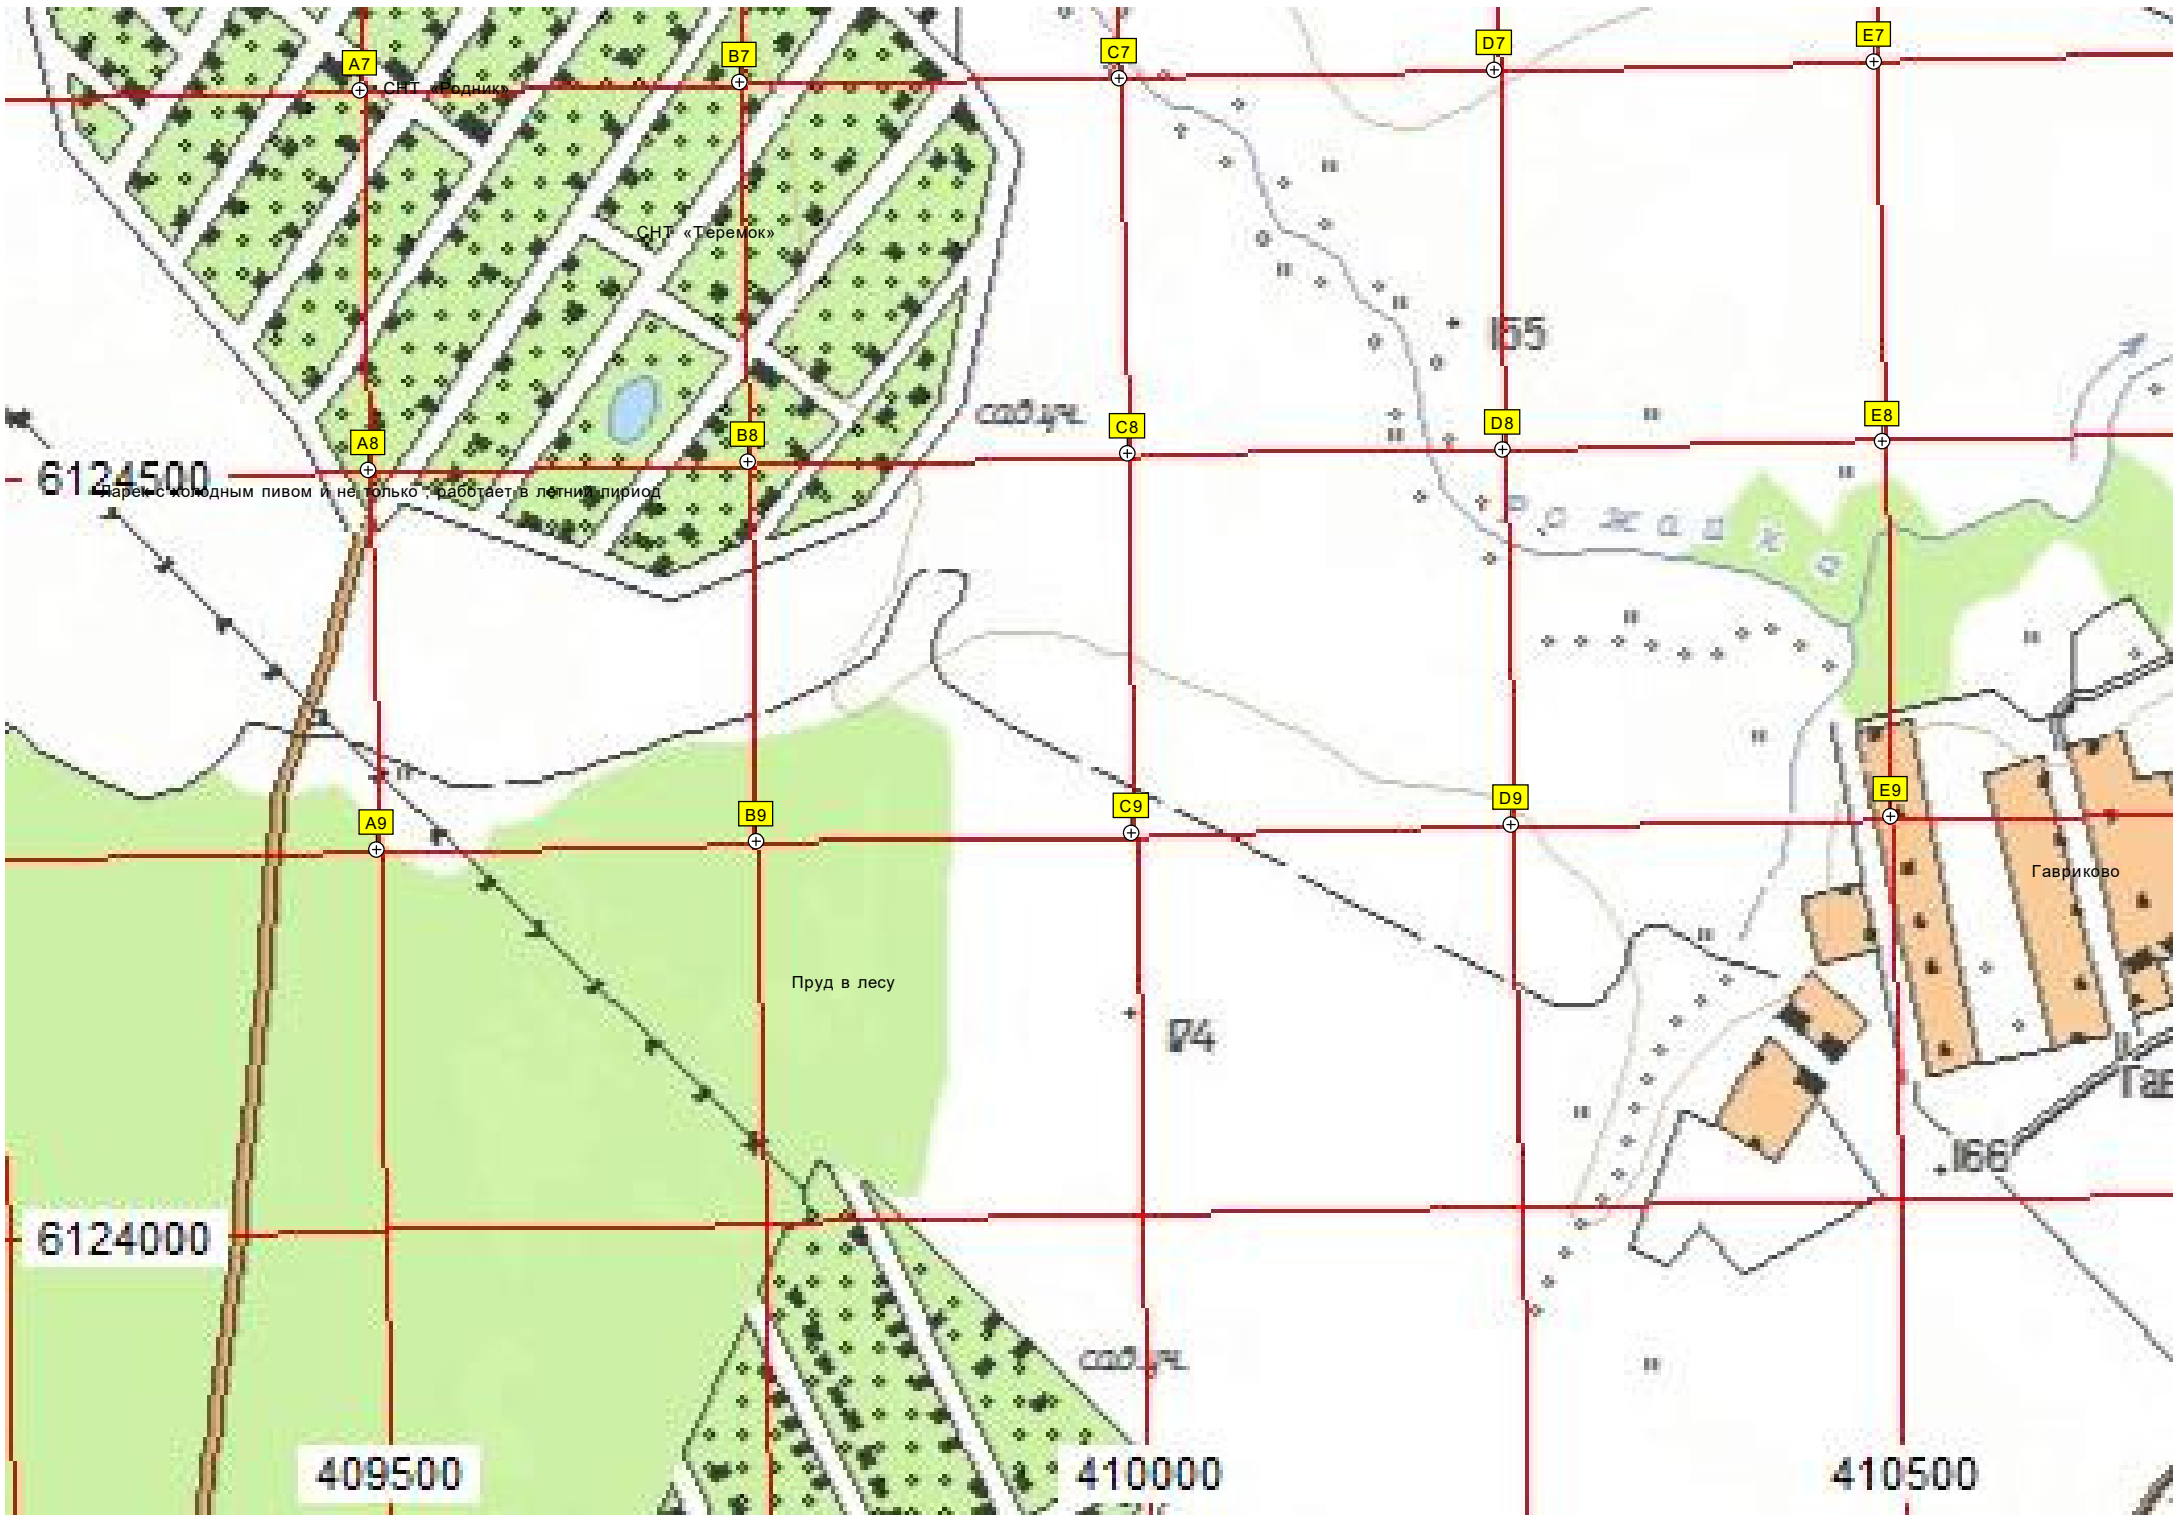 A7
B7
C7
D7
E7
СНТ «Родник»
СНТ «Теремок»
155
сад.уч.
A8
B8
C8
D8
E8
6124500
Ларек с холодным пивом и не только , работает в летний пириод
A9
B9
C9
D9
E9
Гавриково
Пруд в лесу
174
Гав
166
6124000
сад.уч.
409500
410000
410500